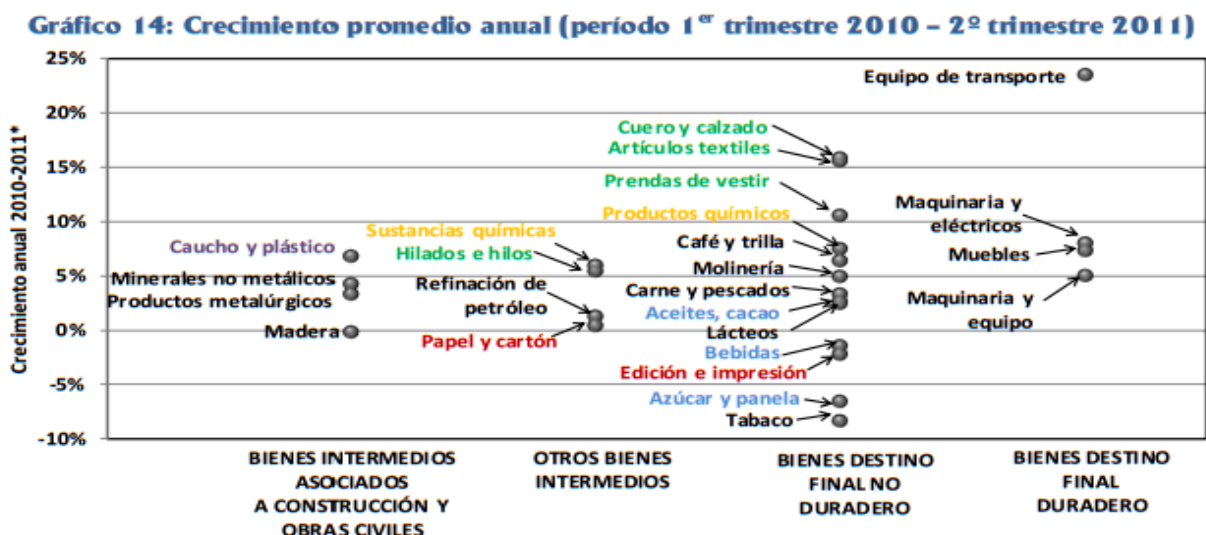 Gráfico 14: Crecimiento promedio anual (período 1er trimestre 2010 – 2º trimestre 2011)
Crecimiento anual 2010-2011*
25%
20%
15%
10%
5%
0%
-5%
-10%
Caucho y plástico
Minerales no metálicos
Productos metalúrgicos
Madera
Sustancias químicas
Hilados e hilos
Refinación de
petróleo
Papel y cartón
Cuero y calzado
Artículos textiles
Prendas de vestir
Productos químicos
Café y trilla
Molinería
Carne y pescados
Aceites, cacao
Lácteos
Bebidas
Edición e impresión
Azúcar y panela
Tabaco
Equipo de transporte
Maquinaria y
eléctricos
Muebles
Maquinaria y
equipo
BIENES INTERMEDIOS
ASOCIADOS
A CONSTRUCCIÓN Y
OBRAS CIVILES
OTROS BIENES
INTERMEDIOS
BIENES DESTINO
FINAL NO
DURADERO
BIENES DESTINO
FINAL
DURADERO